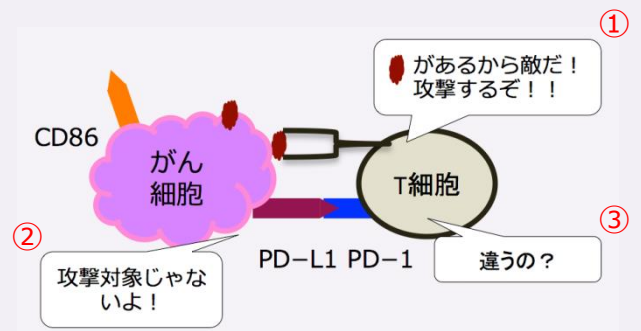 ①
があるから敵だ！
攻撃するぞ！！
CD86
がん
細胞
T細胞
②
攻撃対象じゃな
いよ！
PD−L1 PD−1
③
違うの？